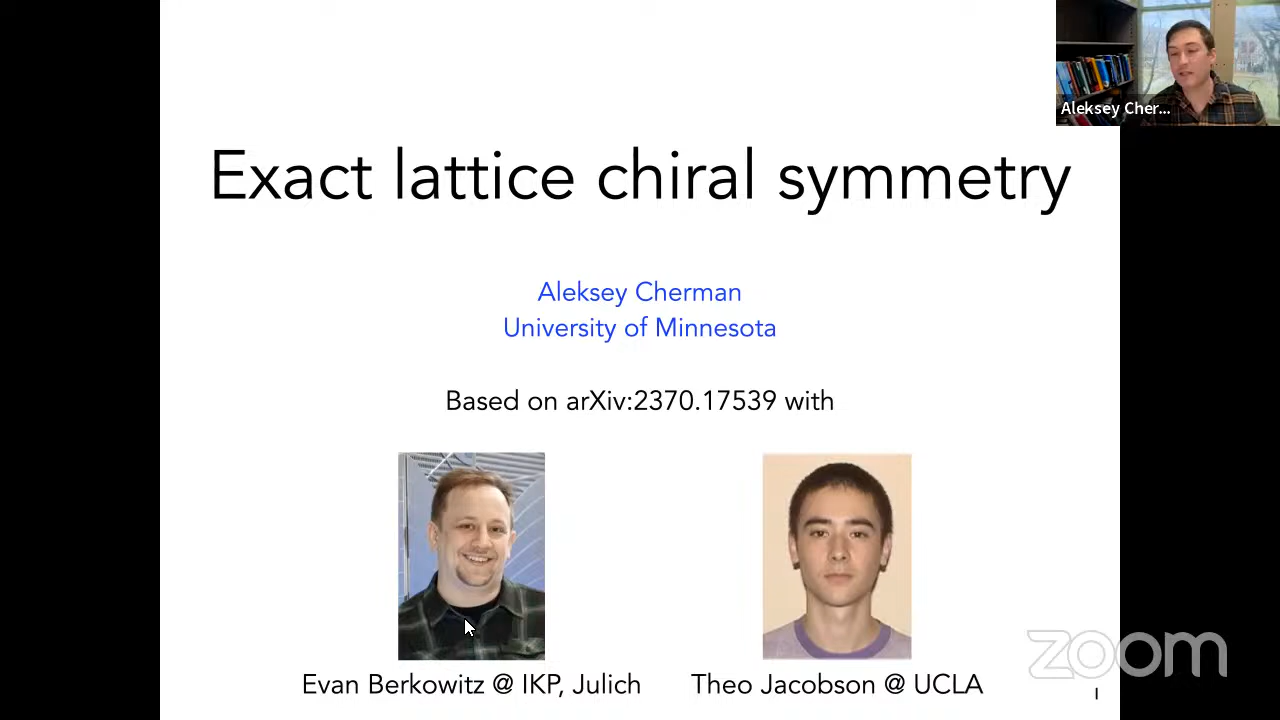 Aleksey Cher...
Exact lattice chiral symmetry
Aleksey Cherman
University of Minnesota
Based on arXiv:2370.17539 with
Evan Berkowitz @ IKP, Julich
Theo Jacobson @ UCLA
zoom
1